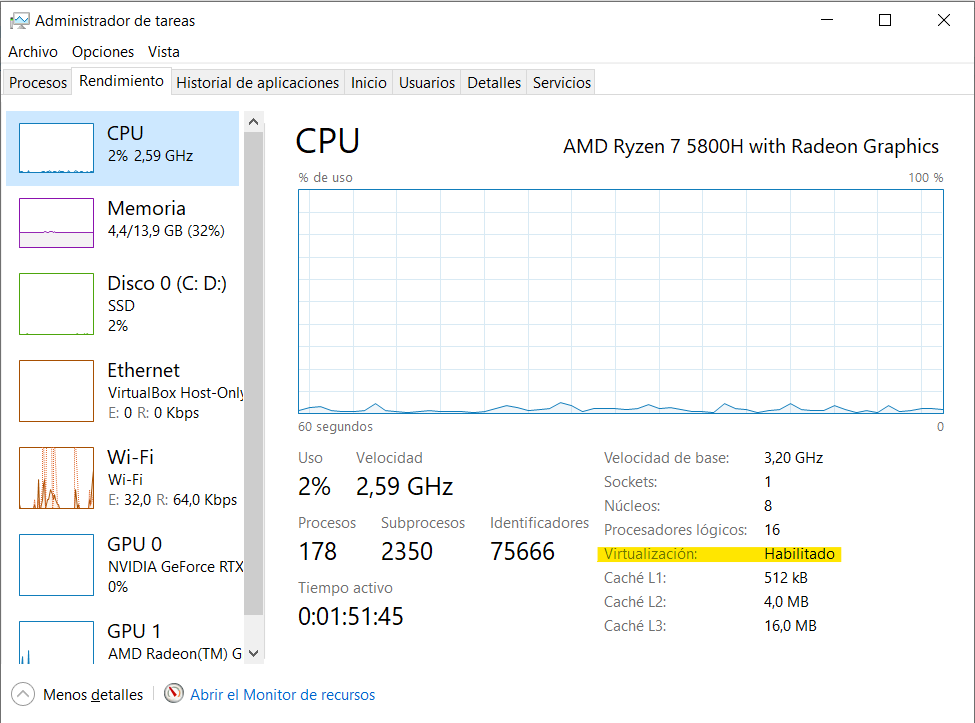 Administrador de tareas
Archivo Opciones Vista
Procesos Rendimiento Historial de aplicaciones Inicio Usuarios Detalles Servicios
CPU
2% 2,59 GHz
Memoria
4,4/13,9 GB (32%)
Disco 0 (C: D:)
SSD
2%
Ethernet
VirtualBox Host-Only
E: 0 R: 0 Kbps
Wi-Fi
Wi-Fi
E: 32,0 R: 64,0 Kbps
GPU 0
NVIDIA GeForce RTX
0%
GPU 1
AMD Radeon(TM) G
CPU AMD Ryzen 7 5800H with Radeon Graphics
% de uso 100 %
60 segundos 0
Uso Velocidad
2% 2,59 GHz
Procesos Subprocesos Identificadores
178 2350 75666
Tiempo activo
0:01:51:45
Velocidad de base: 3,20 GHz
Sockets: 1
Núcleos: 8
Procesadores lógicos: 16
Virtualización: Habilitado
Caché L1: 512 kB
Caché L2: 4,0 MB
Caché L3: 16,0 MB
Menos detalles Abrir el Monitor de recursos